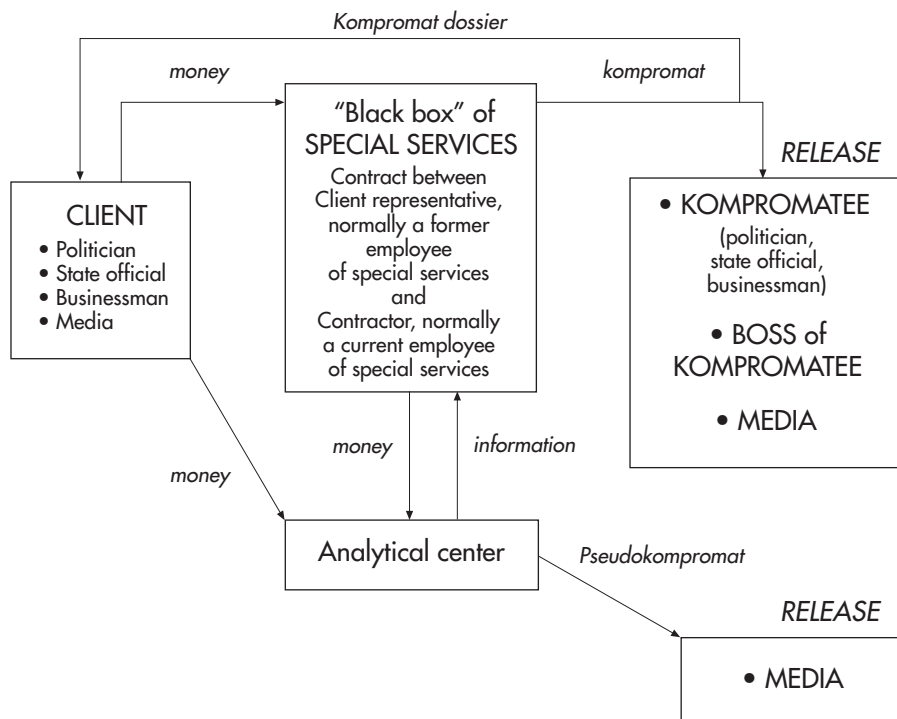 Kompromat dossier
money
kompromat
“Black box” of
SPECIAL SERVICES
Contract between
Client representative,
normally a former
employee
of special services
and
Contractor, normally
a current employee
of special services
CLIENT
• Politician
• State official
• Businessman
• Media
RELEASE
• KOMPROMATEE
(politician,
state official,
businessman)
• BOSS of
KOMPROMATEE
• MEDIA
money
money
information
Analytical center
Pseudokompromat
RELEASE
• MEDIA